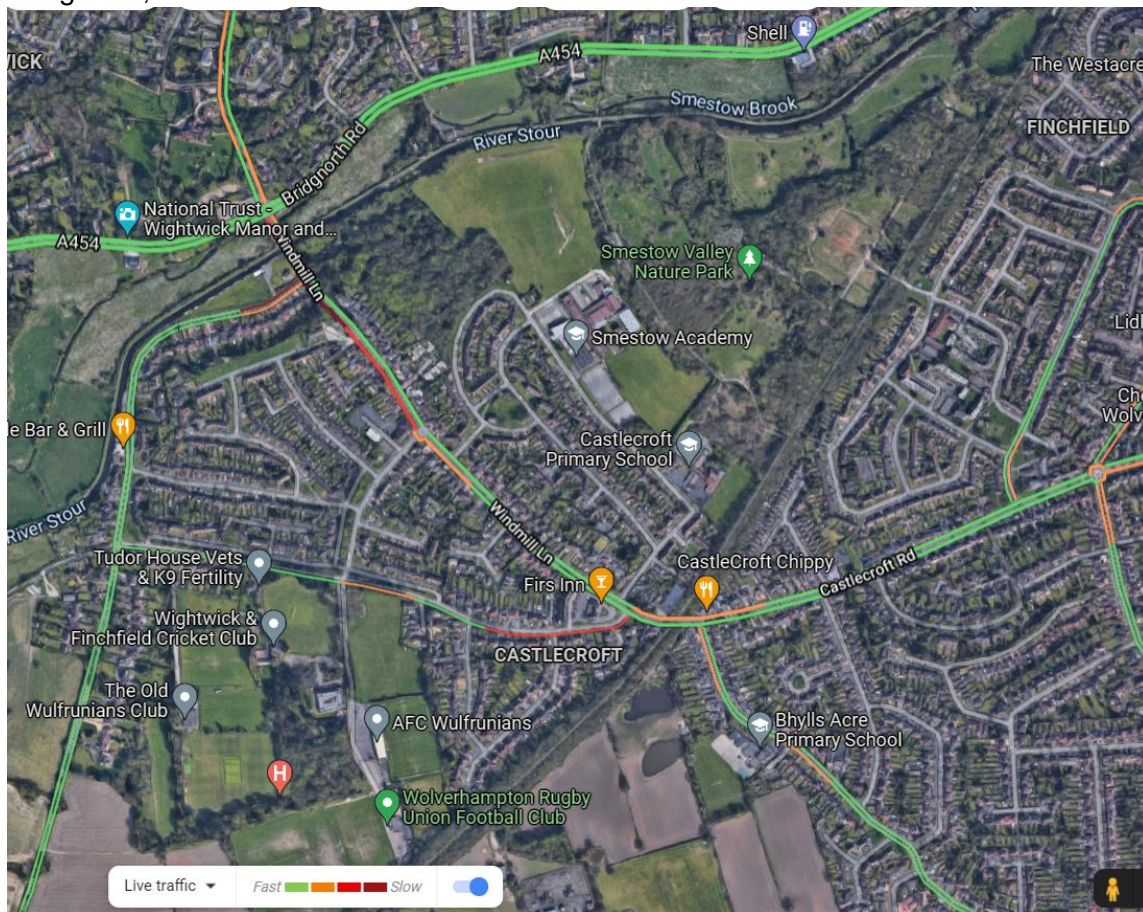 Shell
A454
The Westacre
WICK
Smestow Brook
River Stour
FINCHFIELD
Bridgnorth Rd
National Trust -
Wightwick Manor and...
A454
Windmill Ln
Smestow Valley
Nature Park
Smestow Academy
Lidl
Ch
Wolv
le Bar & Grill
Castlecroft
Primary School
River Stour
Windmill Ln
Tudor House Vets
& K9 Fertility
CastleCroft Chippy
Castlecroft Rd
Firs Inn
Wightwick &
Finchfield Cricket Club
CASTLECROFT
The Old
Wulfrunians Club
AFC Wulfrunians
Bhylls Acre
Primary School
H
Wolverhampton Rugby
Union Football Club
Live traffic
Fast
Slow